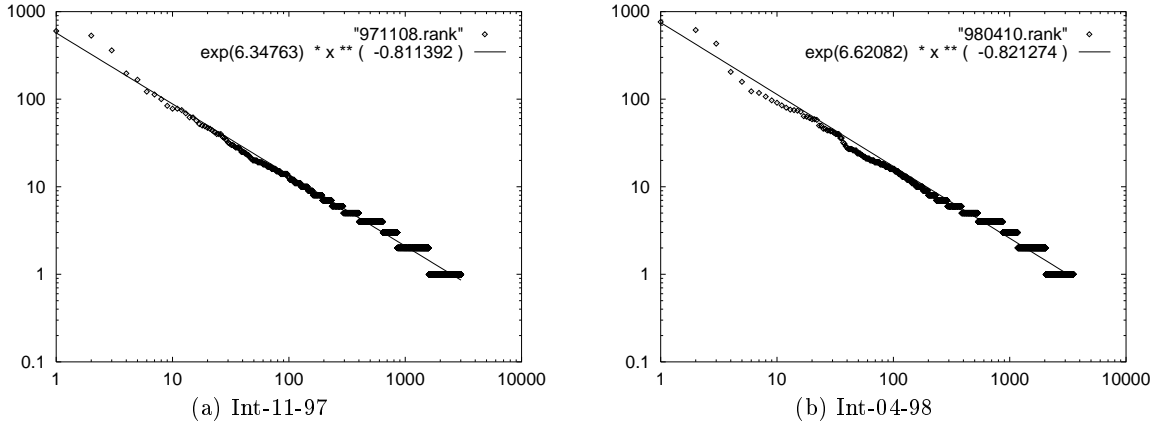 1000
100
10
1
0.1
1 10 100 1000 10000
"971108.rank"
exp(6.34763) * x ** ( -0.811392)
(a) Int-11-97
1000
100
10
1
0.1
1 10 100 1000 10000
"980410.rank"
exp(6.62082) * x ** ( -0.821274)
(b) Int-04-98